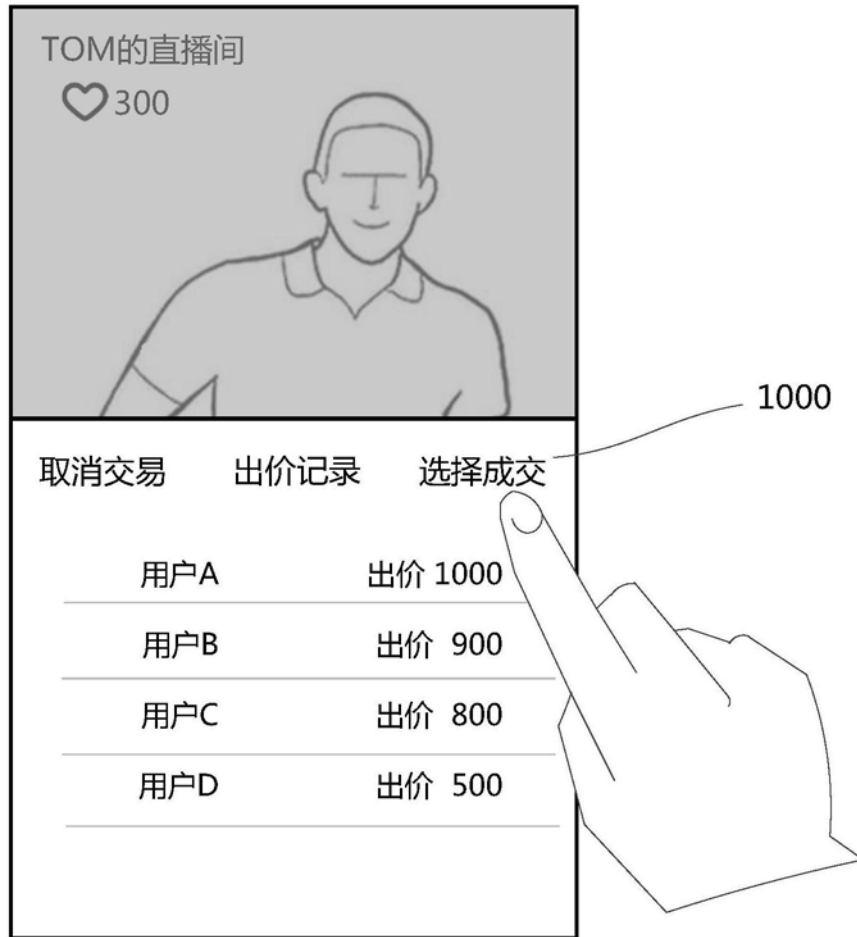 TOM的直播间
300
1000
取消交易 出价记录 选择成交
用户A 出价 1000
用户B 出价 900
用户C 出价 800
用户D 出价 500